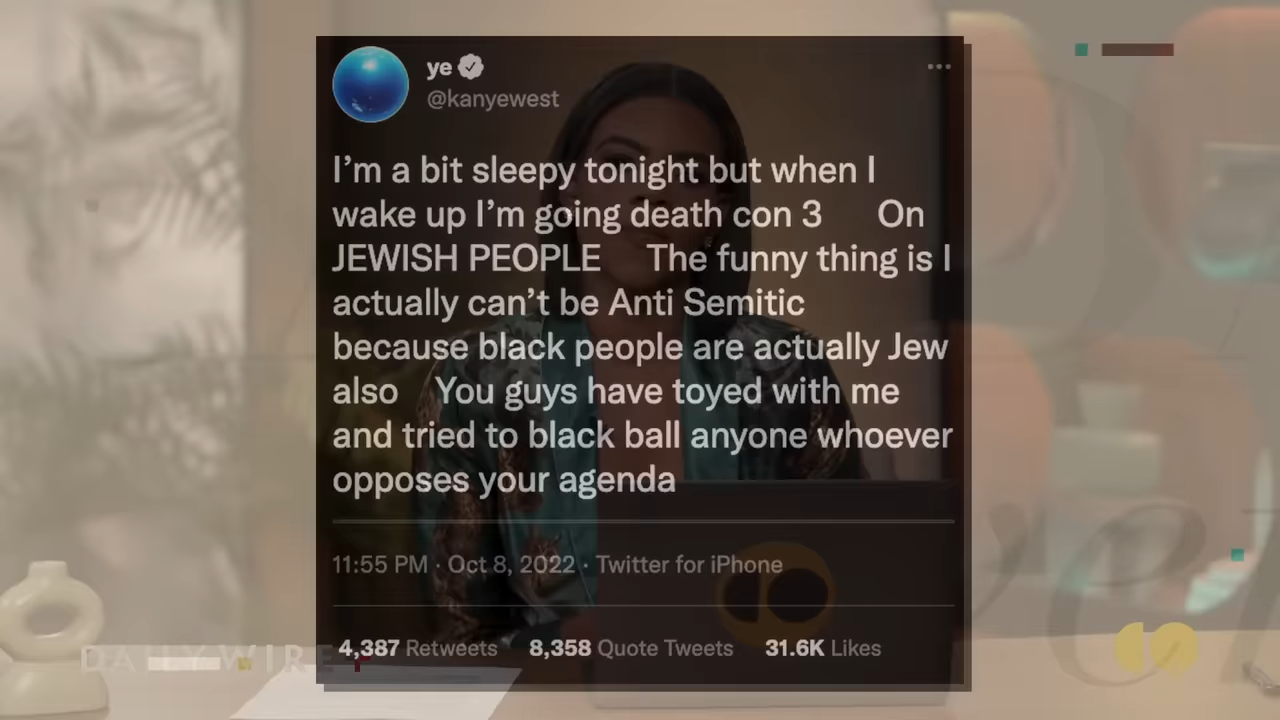 ye
@kanyewest
I’m a bit sleepy tonight but when I
wake up I’m going death con 3 On
JEWISH PEOPLE The funny thing is I
actually can’t be Anti Semitic
because black people are actually Jew
also You guys have toyed with me
and tried to black ball anyone whoever
opposes your agenda
11:55 PM · Oct 8, 2022 · Twitter for iPhone
4,387 Retweets 8,358 Quote Tweets 31.6K Likes
DAILY WIRE +